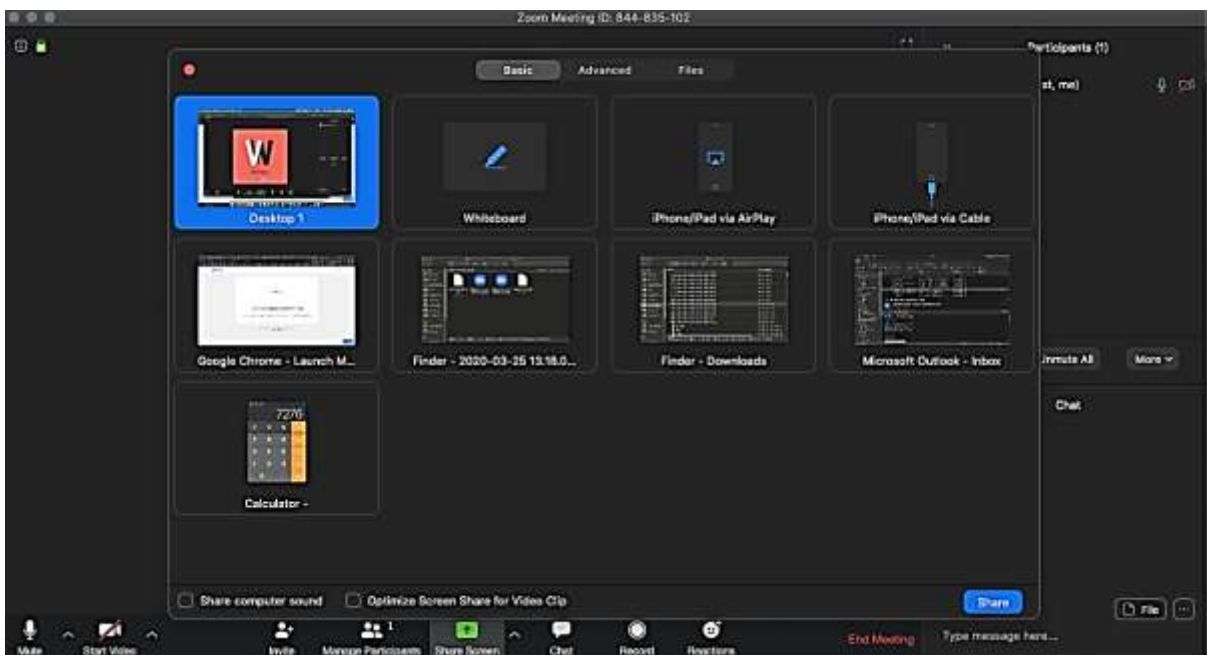 Zoom Meeting ID: 844-835-102
Participants (1)
Basic Advanced Files
st, me)
W
Desktop 1
Whiteboard
iPhone/iPad via AirPlay
iPhone/iPad via Cable
Google Chrome - Launch M...
Finder - 2020-03-25 13.18.0...
Finder - Downloads
Microsoft Outlook - Inbox
Unmute All
More
Chat
7276
Calculator -
Share computer sound
Optimize Screen Share for Video Clip
Share
File
Mute
Start Video
Invite
Manage Participants
1
Share Screen
Chat
Record
Reactions
End Meeting
Type message here...